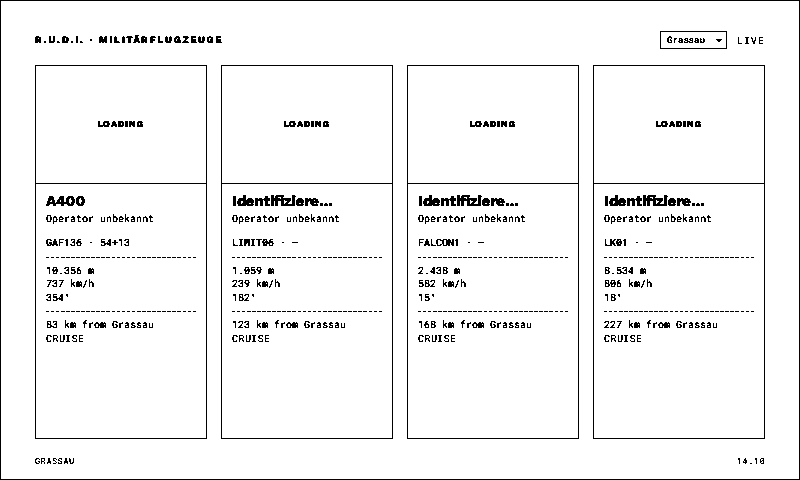 R.U.D.I. · MILITÄRFLUGZEUGE
Grassau
LIVE
LOADING
A400
Operator unbekannt
GAF136 · 54+13
10.356 m
737 km/h
354°
83 km from Grassau
CRUISE
LOADING
Identifiziere...
Operator unbekannt
LIMIT06 · —
1.059 m
239 km/h
182°
123 km from Grassau
CRUISE
LOADING
Identifiziere...
Operator unbekannt
FALCON1 · —
2.438 m
582 km/h
15°
168 km from Grassau
CRUISE
LOADING
Identifiziere...
Operator unbekannt
LK01 · —
8.534 m
806 km/h
18°
227 km from Grassau
CRUISE
GRASSAU
14.10